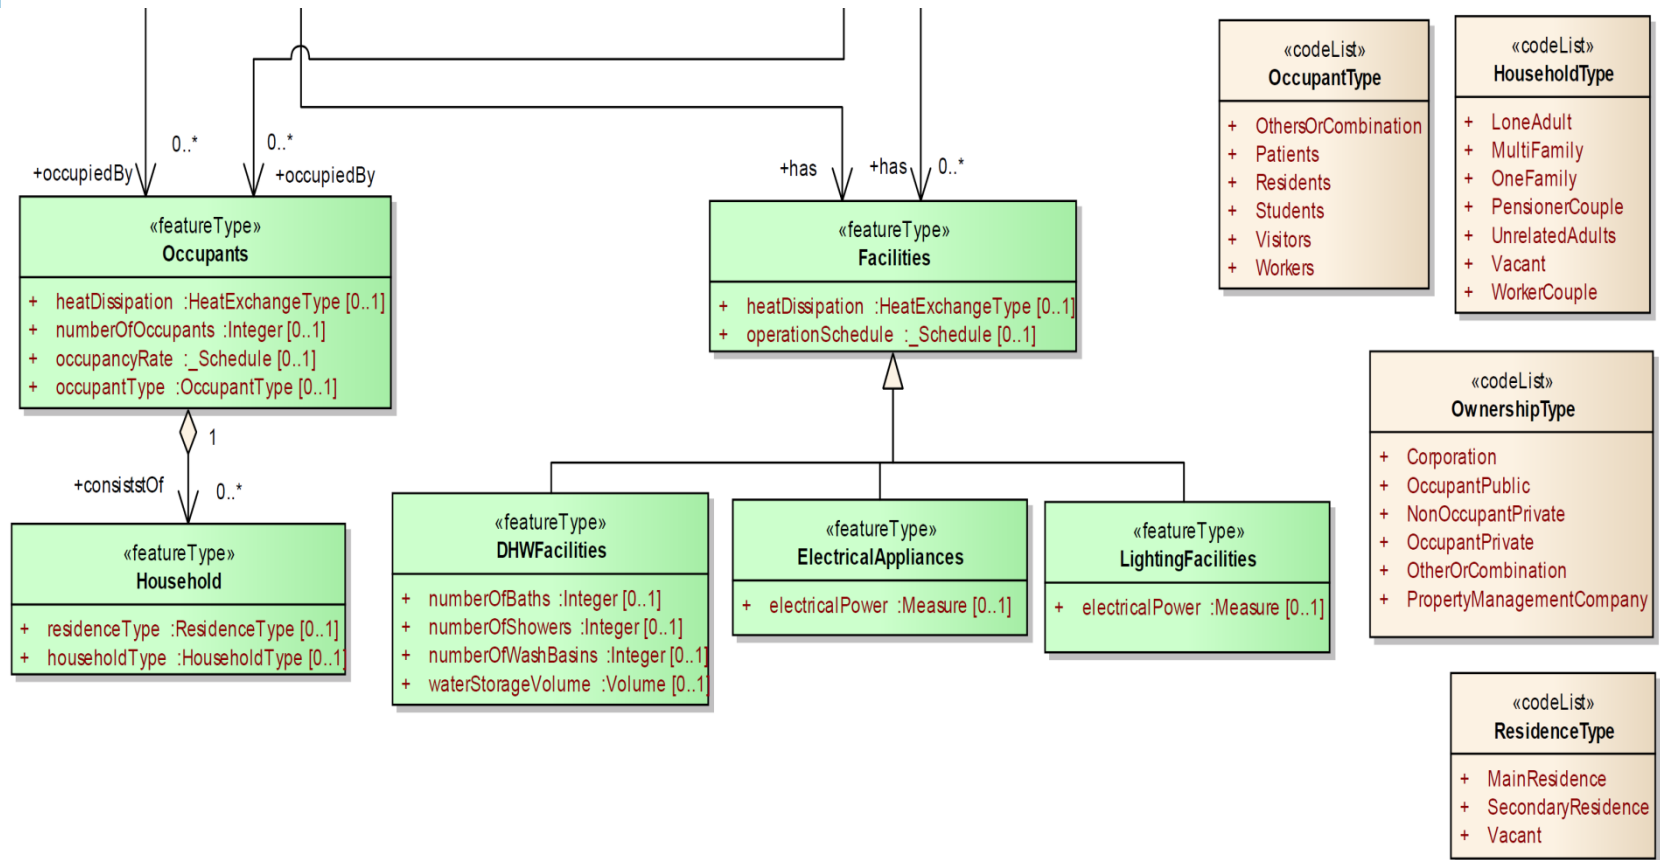 0..*
+occupiedBy
0..*
+occupiedBy
+has
+has
0..*
«featureType»
Occupants
+ heatDissipation :HeatExchangeType [0..1]
+ numberOfOccupants :Integer [0..1]
+ occupancyRate :_Schedule [0..1]
+ occupantType :OccupantType [0..1]
1
+consiststOf
0..*
«featureType»
Household
+ residenceType :ResidenceType [0..1]
+ householdType :HouseholdType [0..1]
«featureType»
Facilities
+ heatDissipation :HeatExchangeType [0..1]
+ operationSchedule :_Schedule [0..1]
«featureType»
DHWFacilities
+ numberOfBaths :Integer [0..1]
+ numberOfShowers :Integer [0..1]
+ numberOfWashBasins :Integer [0..1]
+ waterStorageVolume :Volume [0..1]
«featureType»
ElectricalAppliances
+ electricalPower :Measure [0..1]
«featureType»
LightingFacilities
+ electricalPower :Measure [0..1]
«codeList»
OccupantType
+ OthersOrCombination
+ Patients
+ Residents
+ Students
+ Visitors
+ Workers
«codeList»
HouseholdType
+ LoneAdult
+ MultiFamily
+ OneFamily
+ PensionerCouple
+ UnrelatedAdults
+ Vacant
+ WorkerCouple
«codeList»
OwnershipType
+ Corporation
+ OccupantPublic
+ NonOccupantPrivate
+ OccupantPrivate
+ OtherOrCombination
+ PropertyManagementCompany
«codeList»
ResidenceType
+ MainResidence
+ SecondaryResidence
+ Vacant